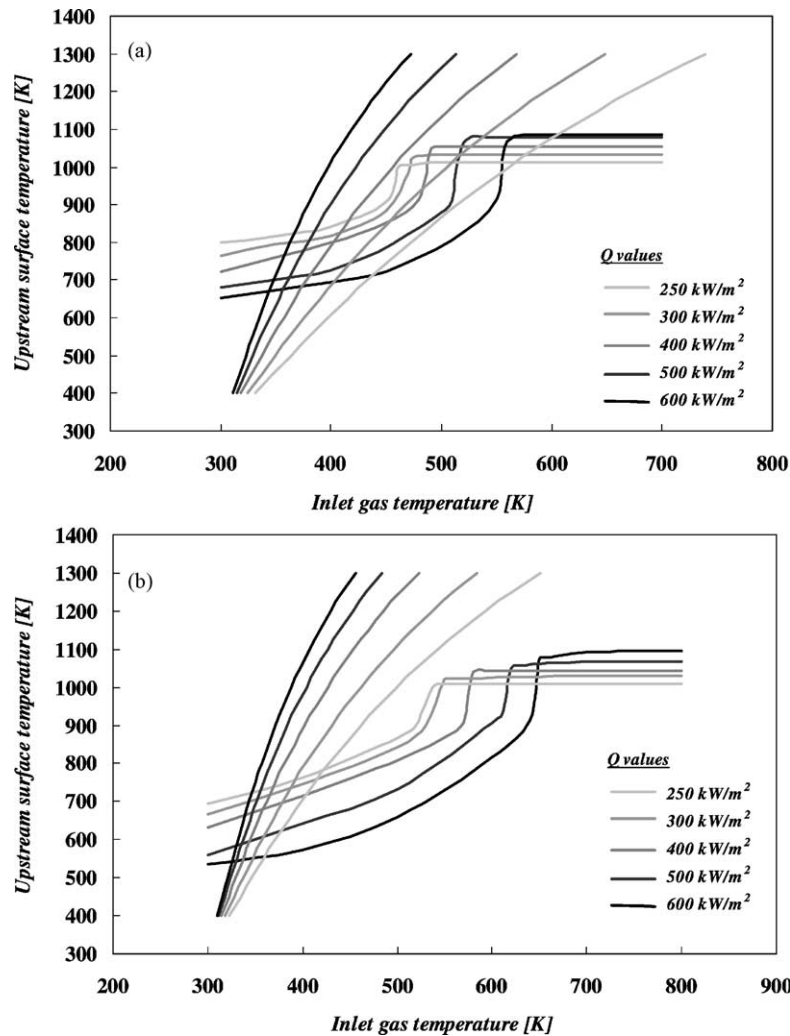 1400
(a)
1300
1200
1100
1000
900
800
700
600
500
400
300
Upstream surface temperature [K]
Q values
250 kW/m²
300 kW/m²
400 kW/m²
500 kW/m²
600 kW/m²
200 300 400 500 600 700 800
Inlet gas temperature [K]
1400
(b)
1300
1200
1100
1000
900
800
700
600
500
400
300
Upstream surface temperature [K]
Q values
250 kW/m²
300 kW/m²
400 kW/m²
500 kW/m²
600 kW/m²
200 300 400 500 600 700 800 900
Inlet gas temperature [K]